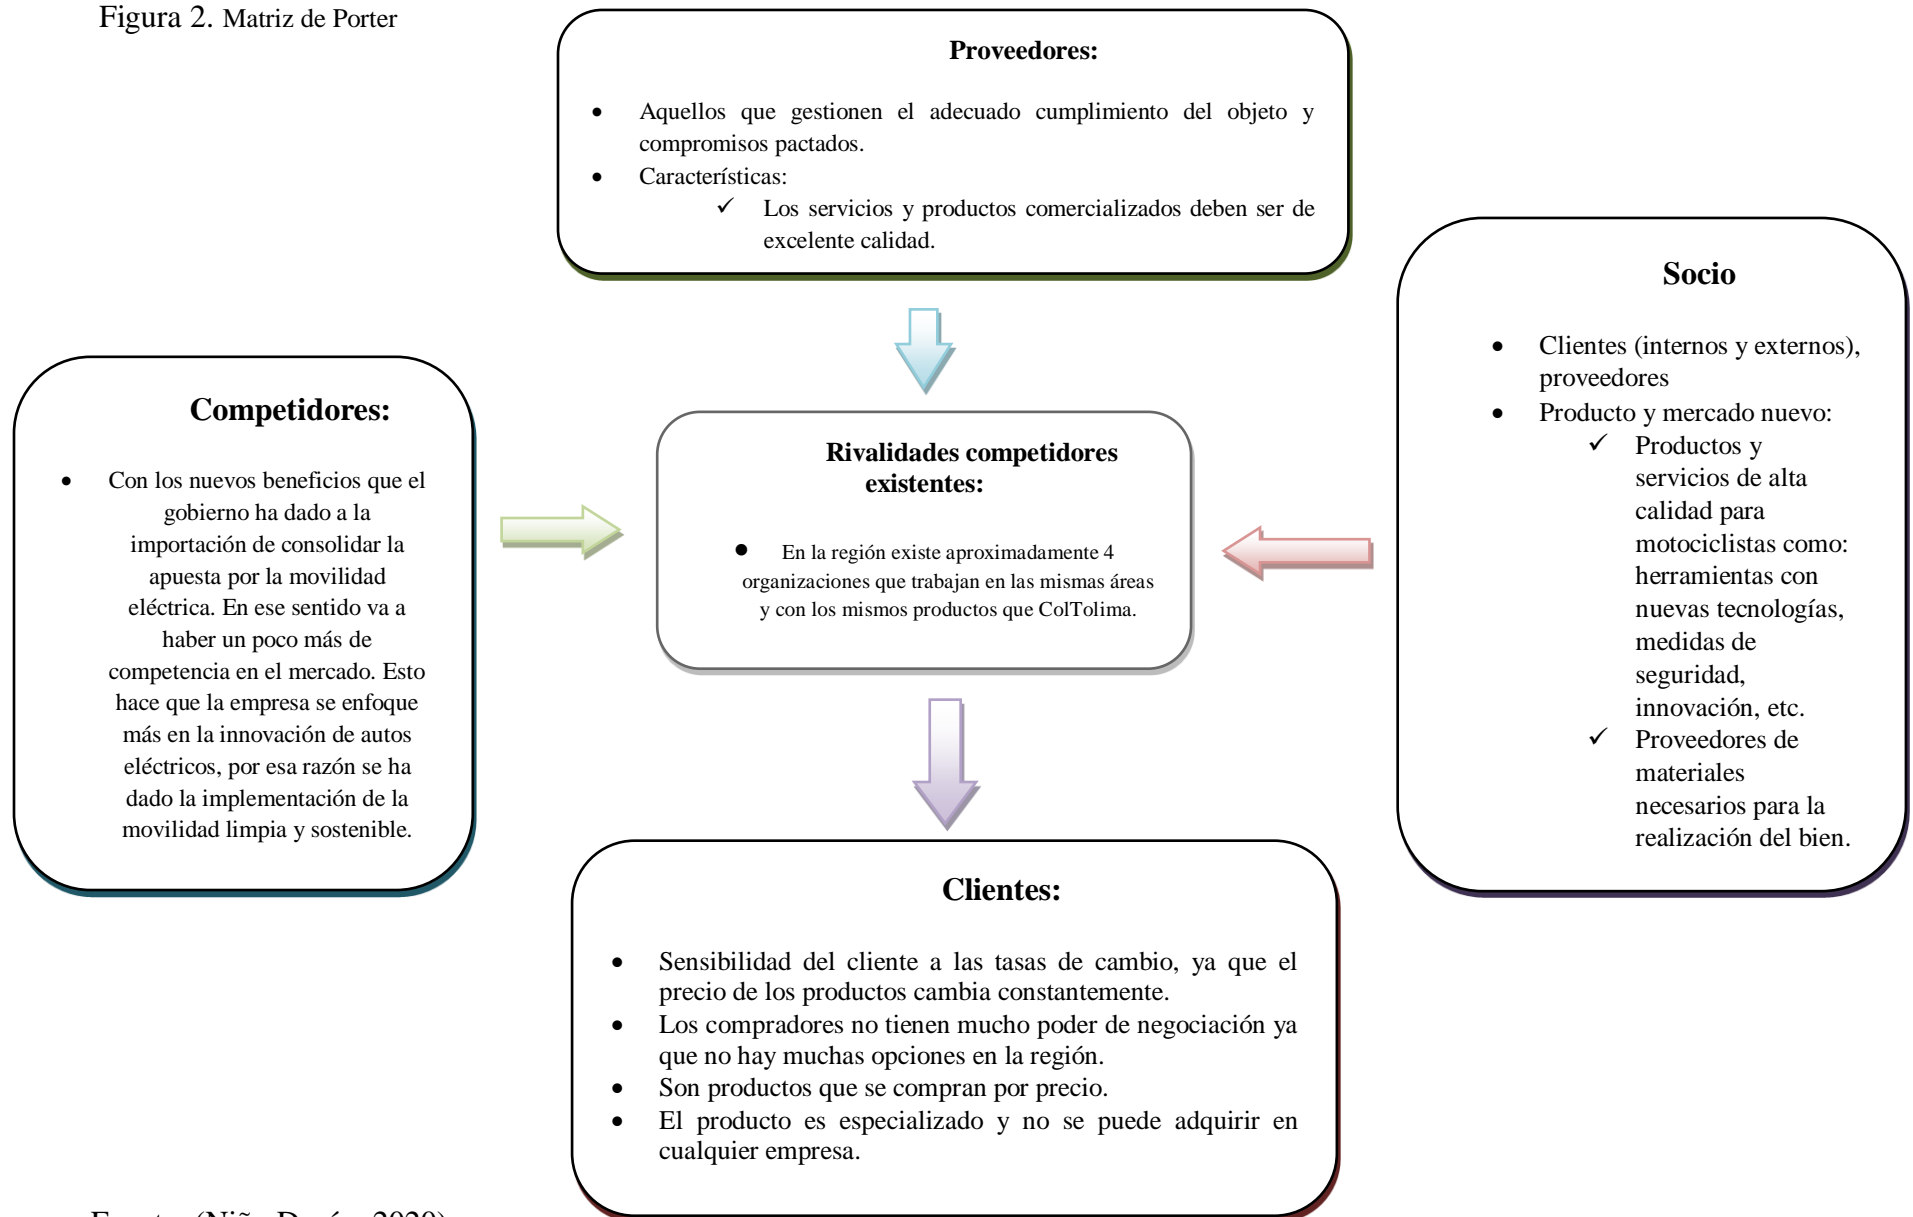 Figura 2. Matriz de Porter
Proveedores:
• Aquellos que gestionen el adecuado cumplimiento del objeto y
compromisos pactados.
• Características:
✓ Los servicios y productos comercializados deben ser de
excelente calidad.
Competidores:
• Con los nuevos beneficios que el
gobierno ha dado a la
importación de consolidar la
apuesta por la movilidad
eléctrica. En ese sentido va a
haber un poco más de
competencia en el mercado. Esto
hace que la empresa se enfoque
más en la innovación de autos
eléctricos, por esa razón se ha
dado la implementación de la
movilidad limpia y sostenible.
Rivalidades competidores
existentes:
• En la región existe aproximadamente 4
organizaciones que trabajan en las mismas áreas
y con los mismos productos que ColTolima.
Socio
• Clientes (internos y externos),
proveedores
• Producto y mercado nuevo:
✓ Productos y
servicios de alta
calidad para
motociclistas como:
herramientas con
nuevas tecnologías,
medidas de
seguridad,
innovación, etc.
✓ Proveedores de
materiales
necesarios para la
realización del bien.
Clientes:
• Sensibilidad del cliente a las tasas de cambio, ya que el
precio de los productos cambia constantemente.
• Los compradores no tienen mucho poder de negociación ya
que no hay muchas opciones en la región.
• Son productos que se compran por precio.
• El producto es especializado y no se puede adquirir en
cualquier empresa.
2020)